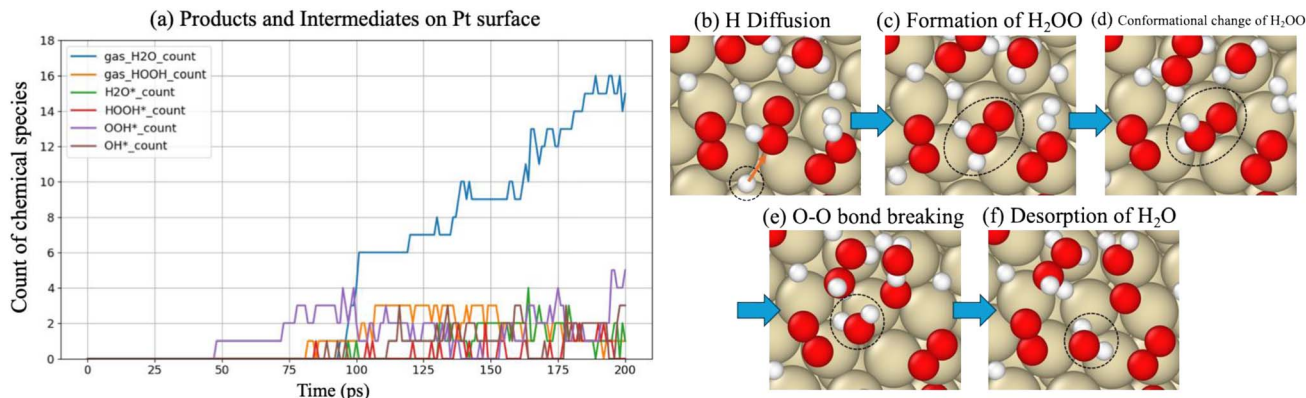 (a) Products and Intermediates on Pt surface
18
16
14
12
10
8
6
4
2
0
Count of chemical species
gas_H2O_count
gas_HOOH_count
H2O*_count
HOOH*_count
OOH*_count
OH*_count
0 25 50 75 100 125 150 175 200
Time (ps)
(b) H Diffusion
(c) Formation of H₂OO
(d) Conformational change of H₂OO
(e) O-O bond breaking
(f) Desorption of H₂O